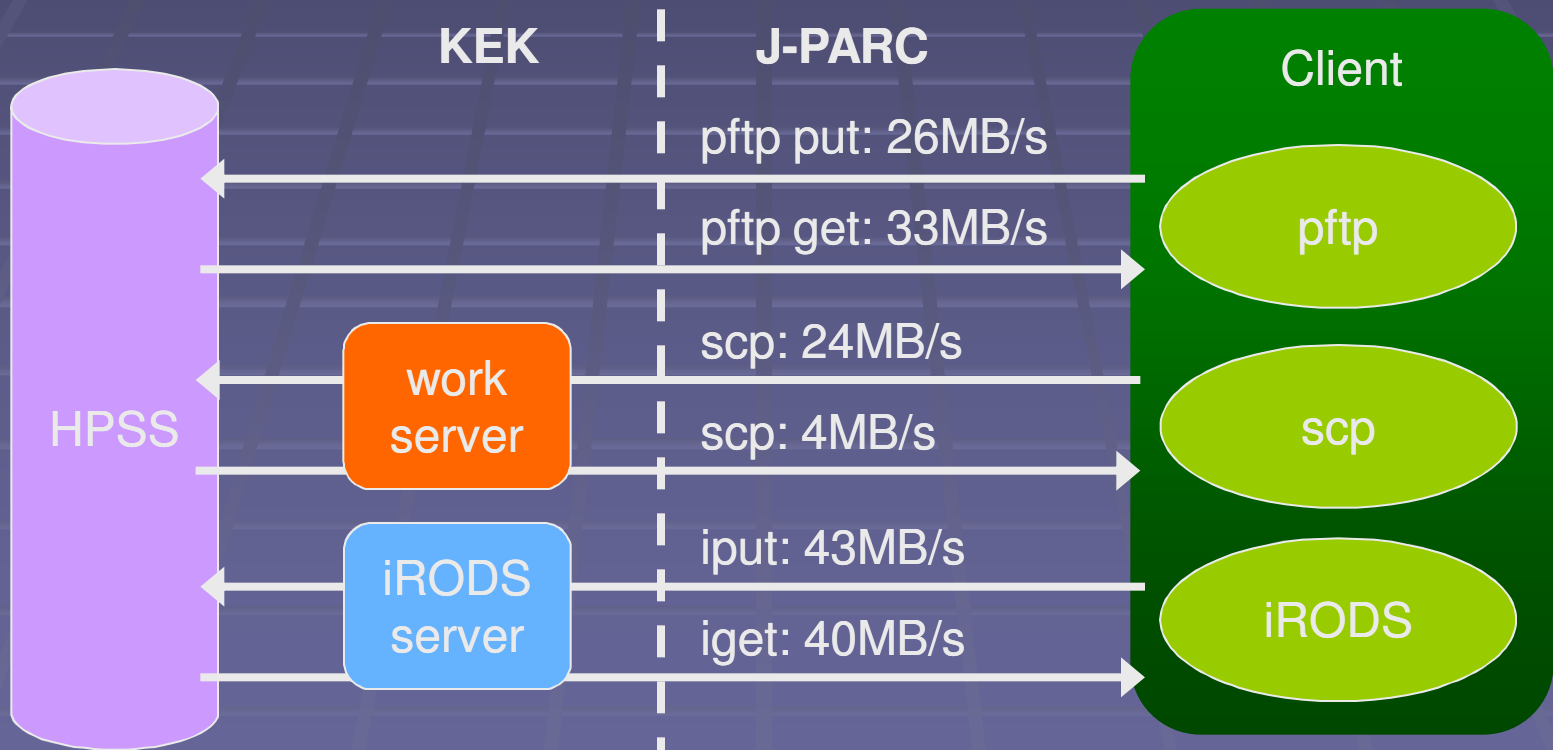 KEK
J-PARC
Client
pftp put: 26MB/s
pftp get: 33MB/s
pftp
HPSS
work
server
scp: 24MB/s
scp: 4MB/s
scp
iRODS
server
iput: 43MB/s
iget: 40MB/s
iRODS